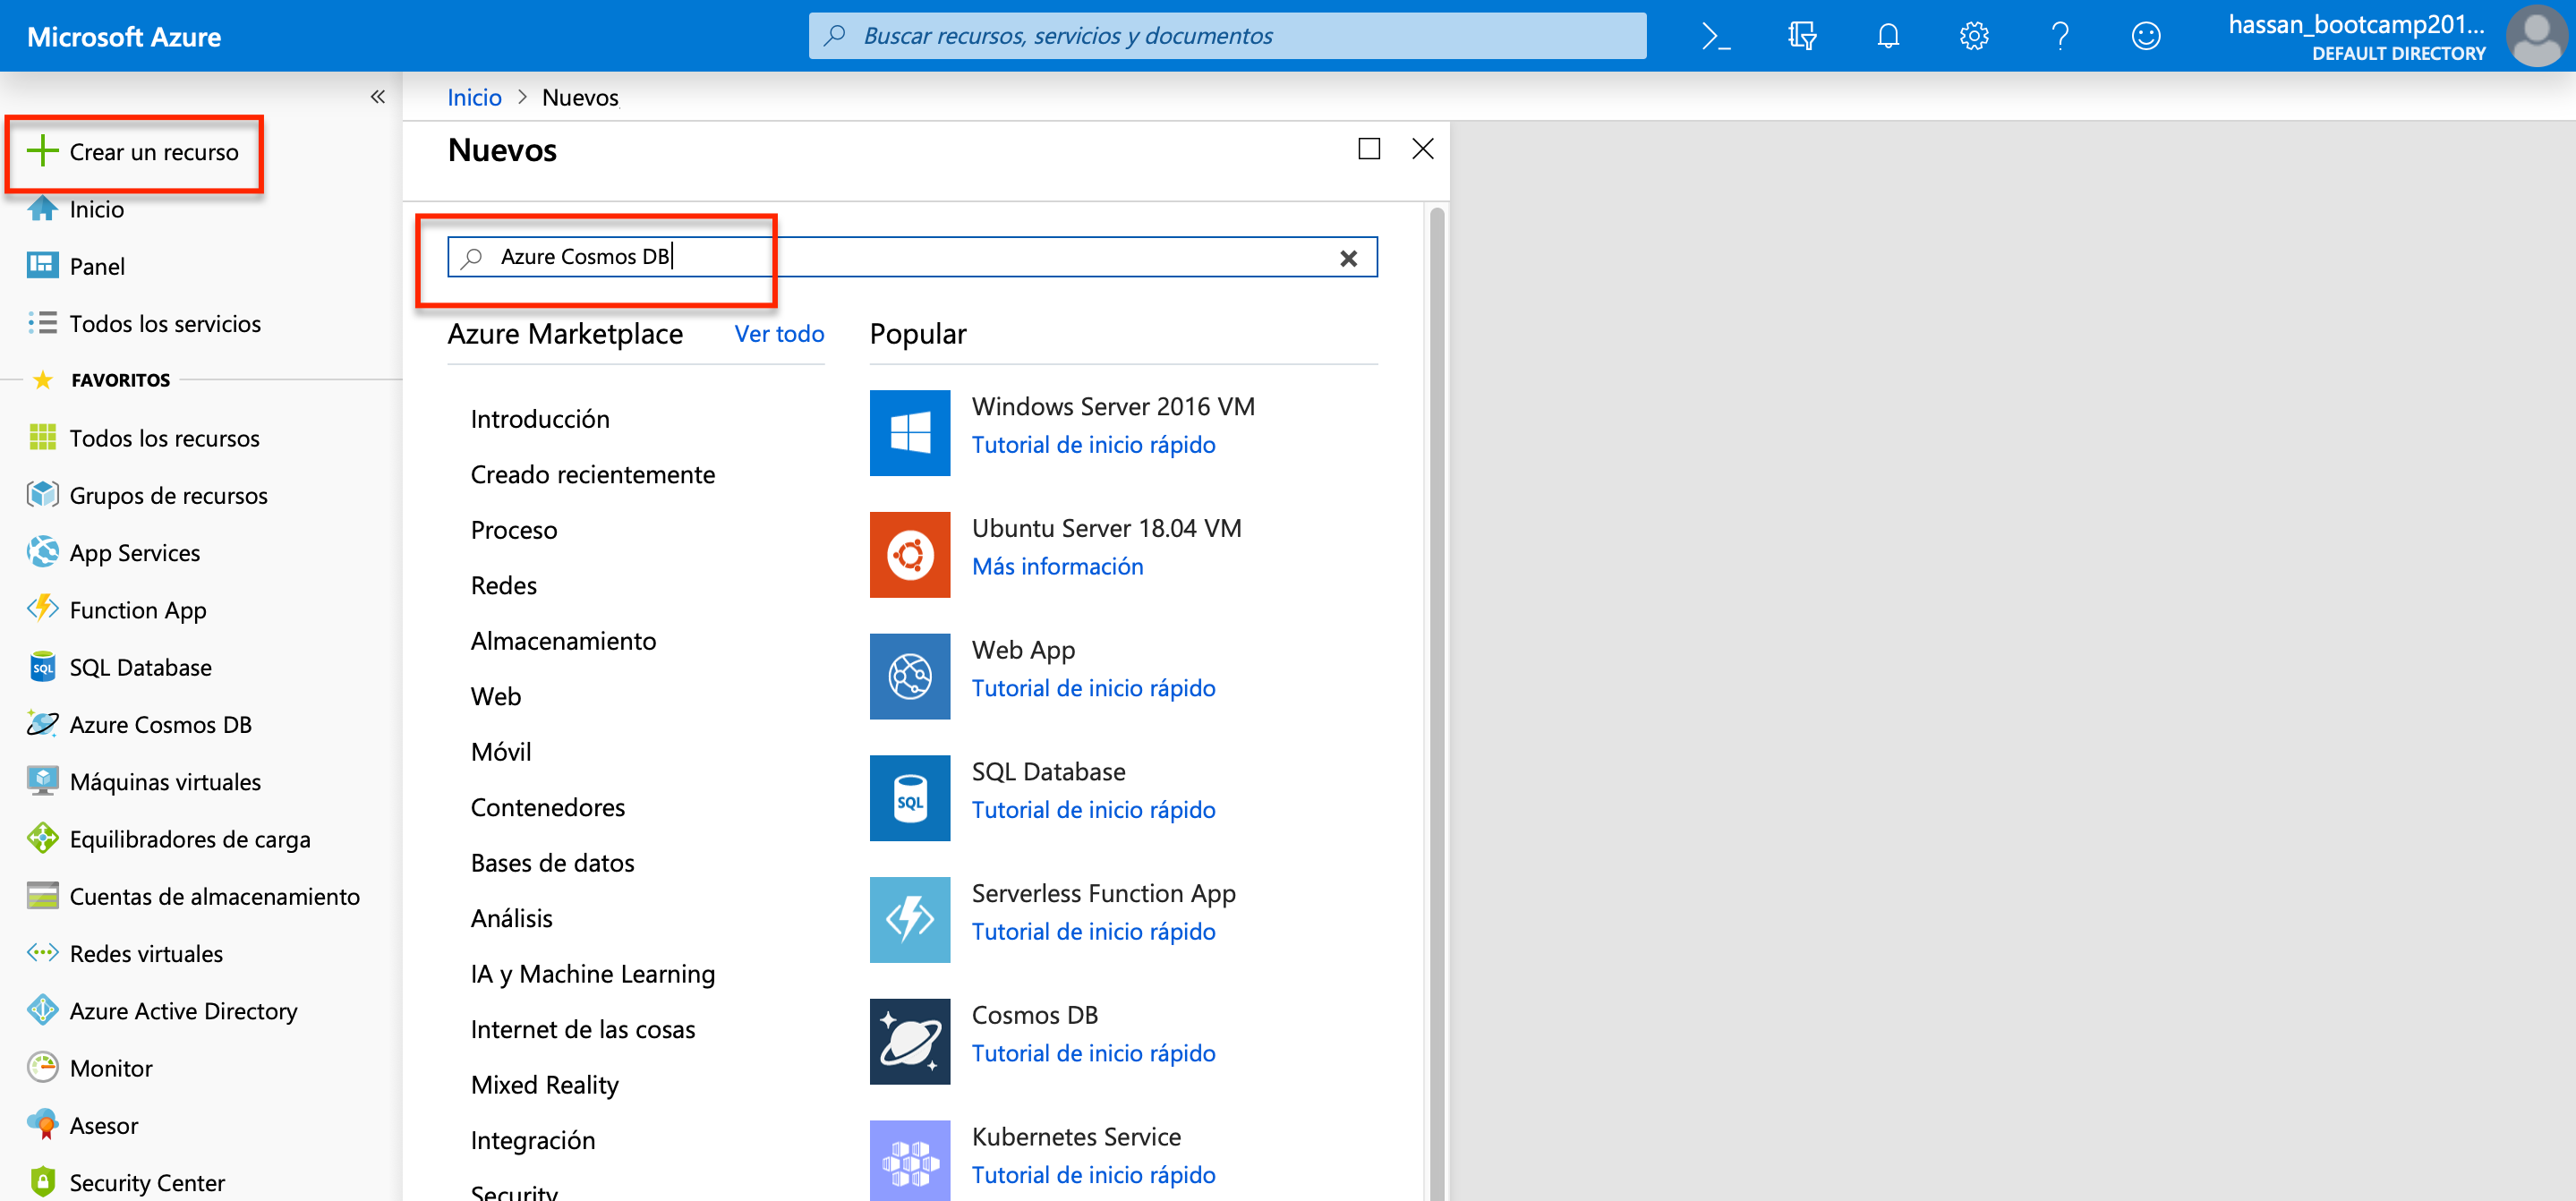 Microsoft Azure
Buscar recursos, servicios y documentos
hassan_bootcamp201...
DEFAULT DIRECTORY
Crear un recurso
Inicio
Panel
Todos los servicios
FAVORITOS
Todos los recursos
Grupos de recursos
App Services
Function App
SQL Database
Azure Cosmos DB
Máquinas virtuales
Equilibradores de carga
Cuentas de almacenamiento
Redes virtuales
Azure Active Directory
Monitor
Asesor
Security Center
Inicio > Nuevos
Nuevos
Azure Cosmos DB
Azure Marketplace
Ver todo
Introducción
Creado recientemente
Proceso
Redes
Almacenamiento
Web
Móvil
Contenedores
Bases de datos
Análisis
IA y Machine Learning
Internet de las cosas
Mixed Reality
Integración
Security
Popular
Windows Server 2016 VM
Tutorial de inicio rápido
Ubuntu Server 18.04 VM
Más información
Web App
Tutorial de inicio rápido
SQL
SQL Database
Tutorial de inicio rápido
Serverless Function App
Tutorial de inicio rápido
Cosmos DB
Tutorial de inicio rápido
Kubernetes Service
Tutorial de inicio rápido